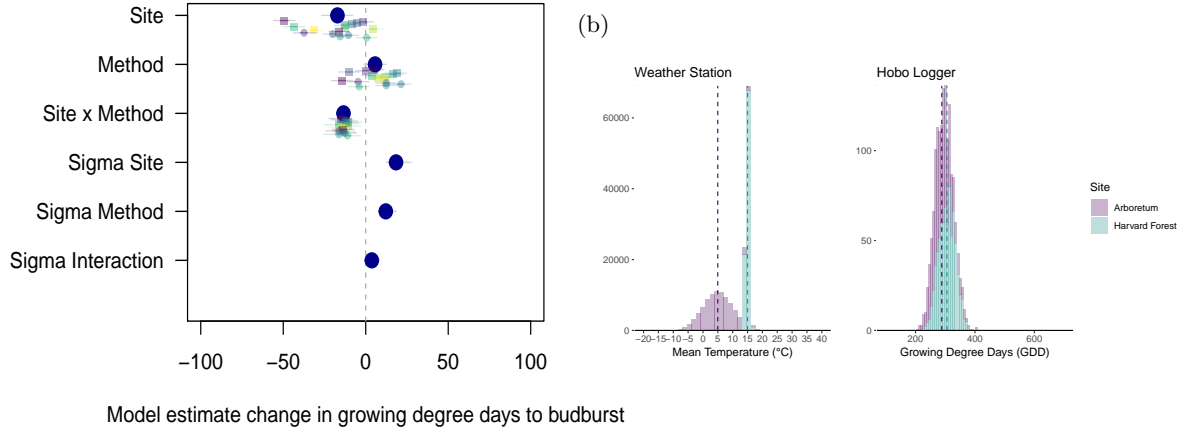 Site
Method
Site x Method
Sigma Site
Sigma Method
Sigma Interaction
−100 −50 0 50 100
Model estimate change in growing degree days to budburst
(b)
Weather Station
60000
40000
20000
0
−20 −15 −10 −5 0 5 10 15 20 25 30 35 40
Mean Temperature (°C)
Hobo Logger
100
50
0
200 400 600
Growing Degree Days (GDD)
Site
Arboretum
Harvard Forest